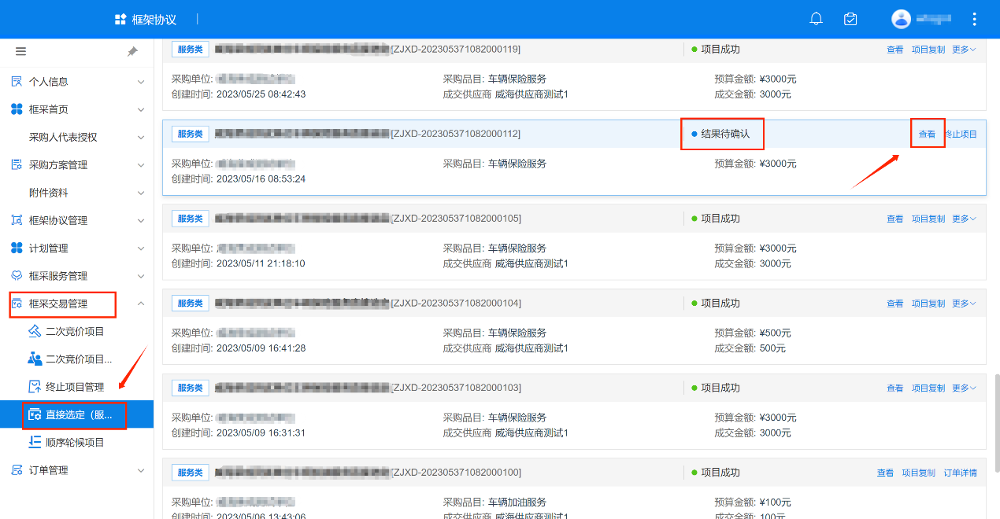 框架协议
个人信息
框采首页
采购人代表授权
采购方案管理
附件资料
框架协议管理
计划管理
框采服务管理
框采交易管理
二次竞价项目
二次竞价项目...
终止项目管理
直接选定（服...
顺序轮候项目
订单管理
服务类 [ZJXD-202305371082000119] 项目成功 查看 项目复制 更多
采购单位: 采购品目: 车辆保险服务 预算金额: ¥3000元
创建时间: 2023/05/25 08:42:43 成交供应商 威海供应商测试1 成交金额: 3000元
服务类 [ZJXD-202305371082000112] 结果待确认 查看 终止项目
采购单位: 采购品目: 车辆保险服务 预算金额: ¥3000元
创建时间: 2023/05/16 08:53:24
服务类 [ZJXD-202305371082000105] 项目成功 查看 项目复制 更多
采购单位: 采购品目: 车辆保险服务 预算金额: ¥3000元
创建时间: 2023/05/11 21:18:10 成交供应商 威海供应商测试1 成交金额: 3000元
服务类 [ZJXD-202305371082000104] 项目成功 查看 项目复制 更多
采购单位: 采购品目: 车辆保险服务 预算金额: ¥500元
创建时间: 2023/05/09 16:41:28 成交供应商 威海供应商测试1 成交金额: 500元
服务类 [ZJXD-202305371082000103] 项目成功 查看 项目复制 更多
采购单位: 采购品目: 车辆保险服务 预算金额: ¥3000元
创建时间: 2023/05/09 16:31:31 成交供应商 威海供应商测试1 成交金额: 3000元
服务类 [ZJXD-202305371082000100] 项目成功 查看 项目复制 订单详情
采购单位: 采购品目: 车辆加油服务 预算金额: ¥100元
创建时间: 2023/05/06 13:43:06 成交供应商 威海供应商测试1 成交金额: 100元